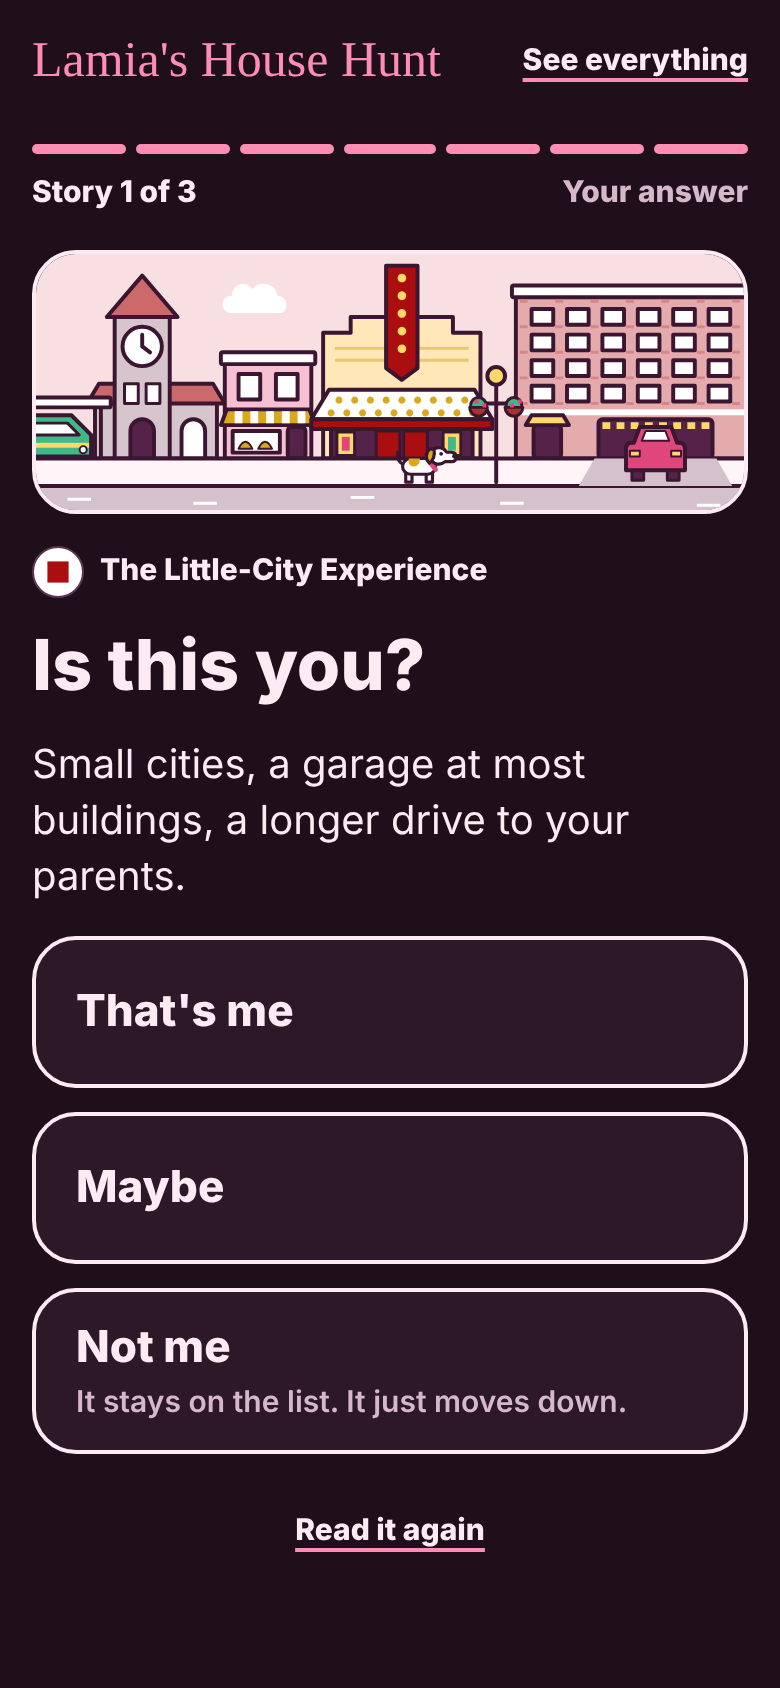 Lamia's House Hunt
See everything
Story 1 of 3
Your answer
The Little-City Experience
Is this you?
Small cities, a garage at most
buildings, a longer drive to your
parents.
That's me
Maybe
Not me
It stays on the list. It just moves down.
Read it again